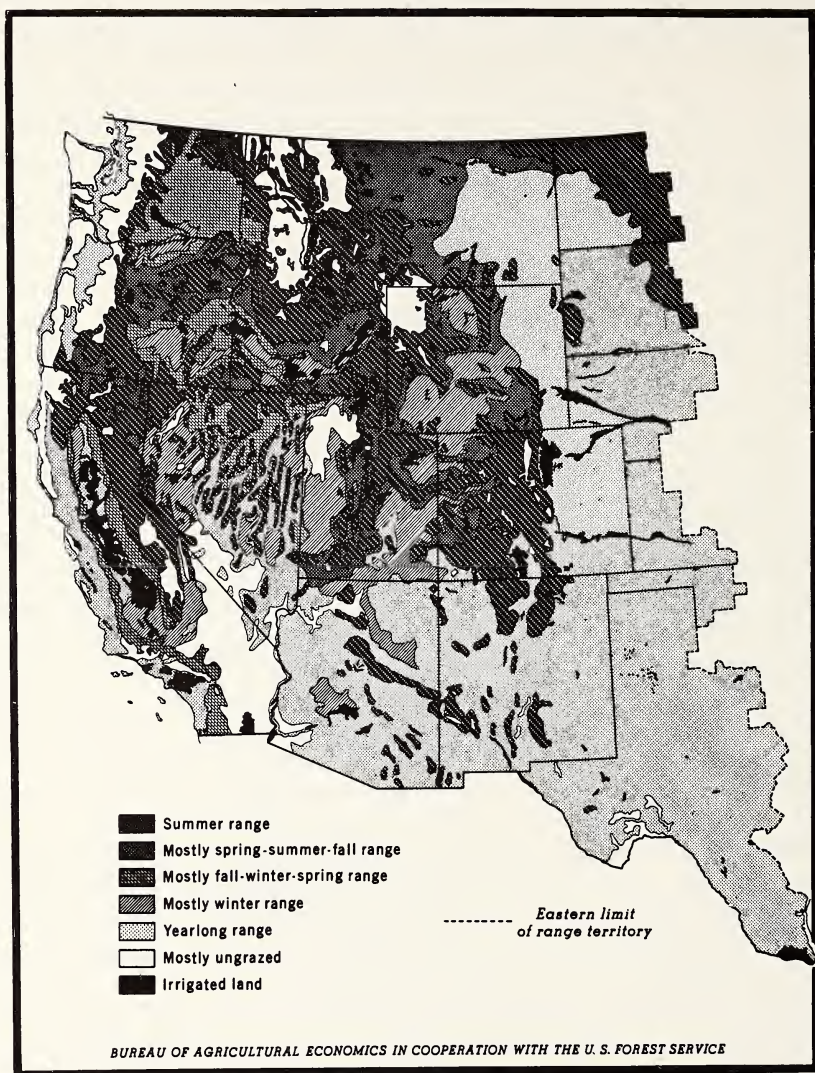 Summer range
Mostly spring-summer-fall range
Mostly fall-winter-spring range
Mostly winter range
Yearlong range
Mostly ungrazed
Irrigated land
Eastern limit
of range territory
BUREAU OF AGRICULTURAL ECONOMICS IN COOPERATION WITH THE U. S. FOREST SERVICE